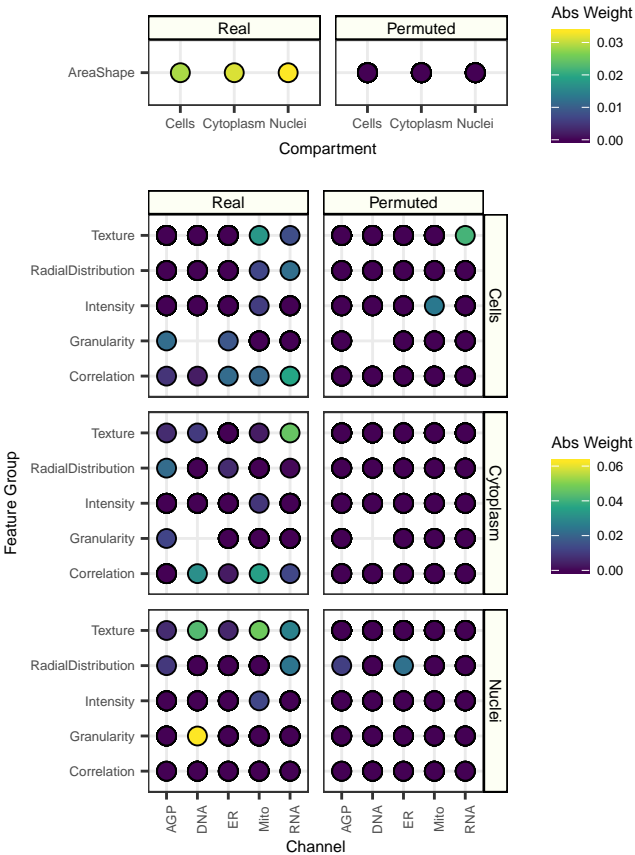 Abs Weight
Real Permuted
AreaShape
0.03
0.02
0.01
0.00
Cells Cytoplasm Nuclei Cells Cytoplasm Nuclei
Compartment
Real Permuted
Texture
RadialDistribution
Intensity
Granularity
Correlation
Cells
Texture
RadialDistribution
Intensity
Granularity
Correlation
Cytoplasm
Texture
RadialDistribution
Intensity
Granularity
Correlation
Nuclei
Feature Group
AGP DNA ER Mito RNA AGP DNA ER Mito RNA
Channel
Abs Weight
0.06
0.04
0.02
0.00